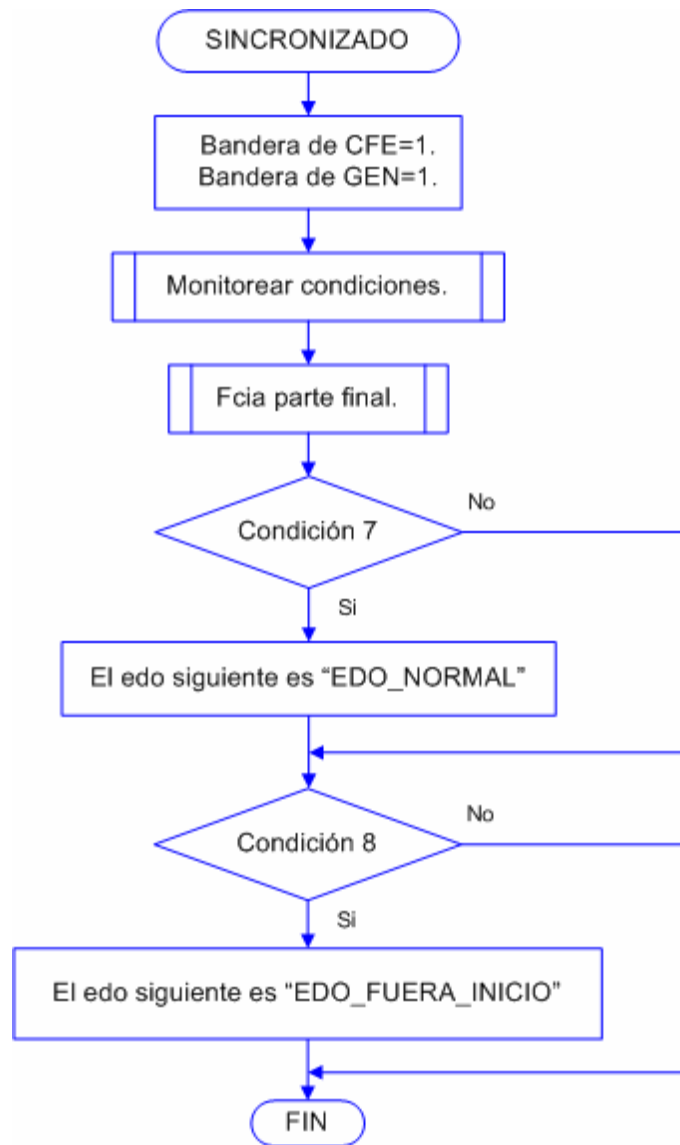 SINCRONIZADO
Bandera de CFE=1.
Bandera de GEN=1.
Monitorear condiciones.
Fcia parte final.
Condición 7
No
Si
El edo siguiente es “EDO_NORMAL”
Condición 8
No
Si
El edo siguiente es “EDO_FUERA_INICIO”
FIN